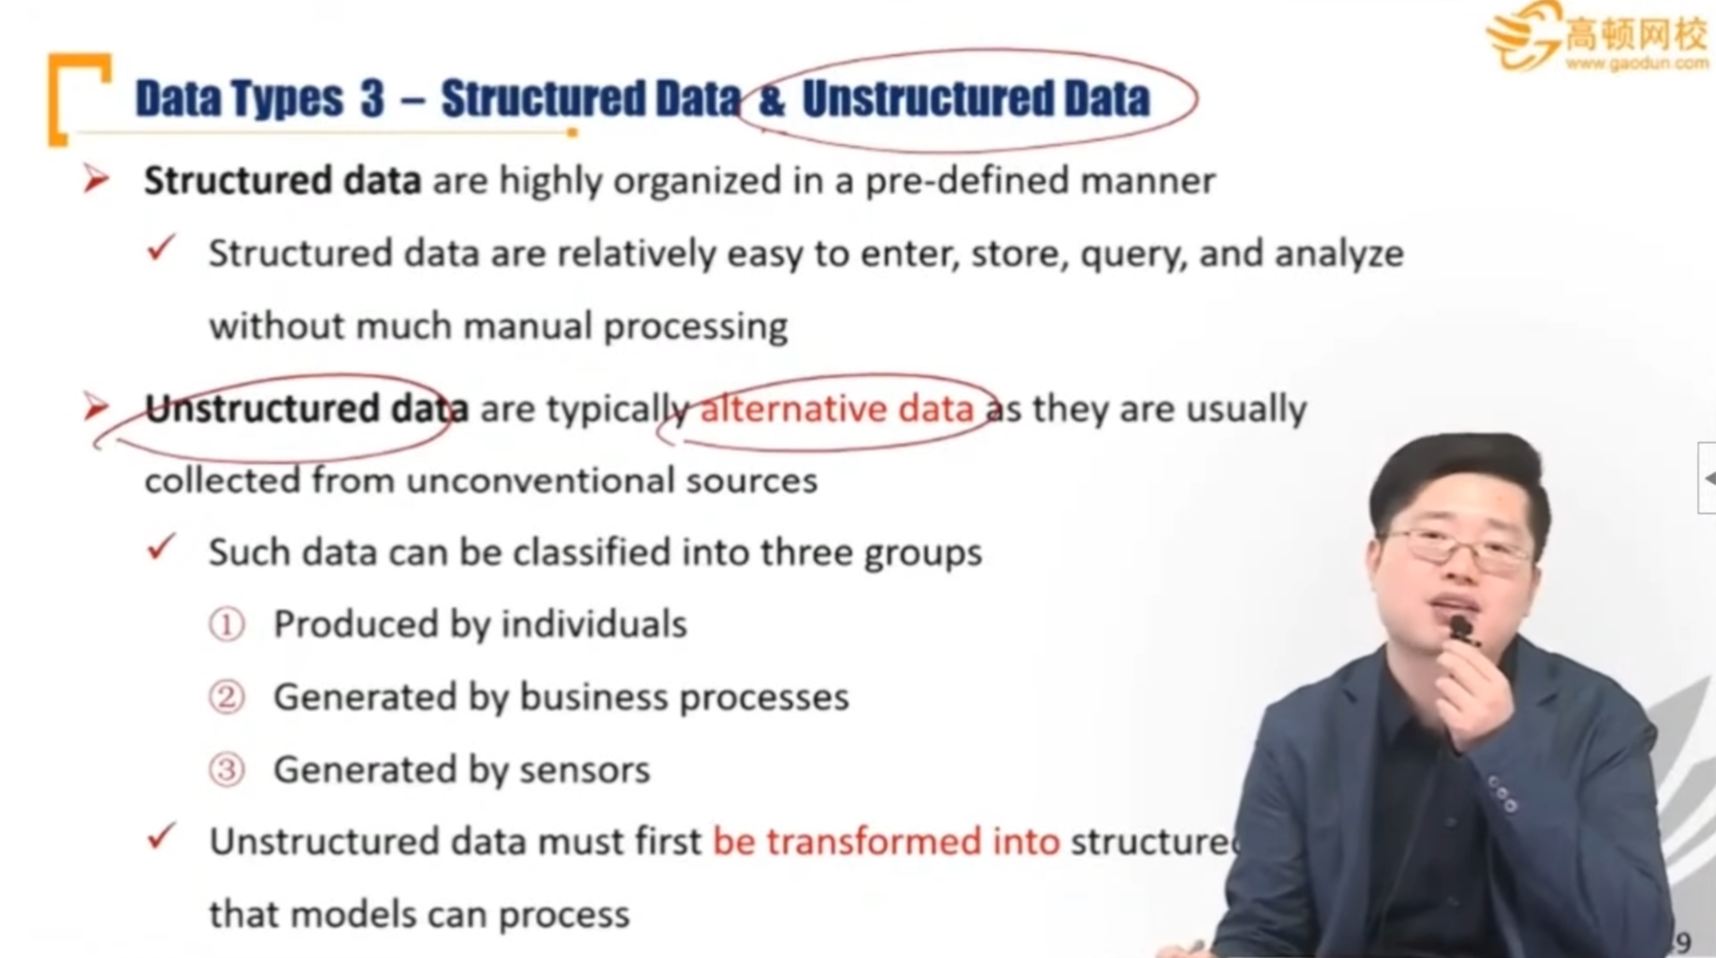 高顿网校
www.gaodun.com
Data Types 3 – Structured Data & Unstructured Data
Structured data are highly organized in a pre-defined manner
Structured data are relatively easy to enter, store, query, and analyze
without much manual processing
Unstructured data are typically alternative data as they are usually
collected from unconventional sources
Such data can be classified into three groups
① Produced by individuals
② Generated by business processes
③ Generated by sensors
Unstructured data must first be transformed into structured
that models can process